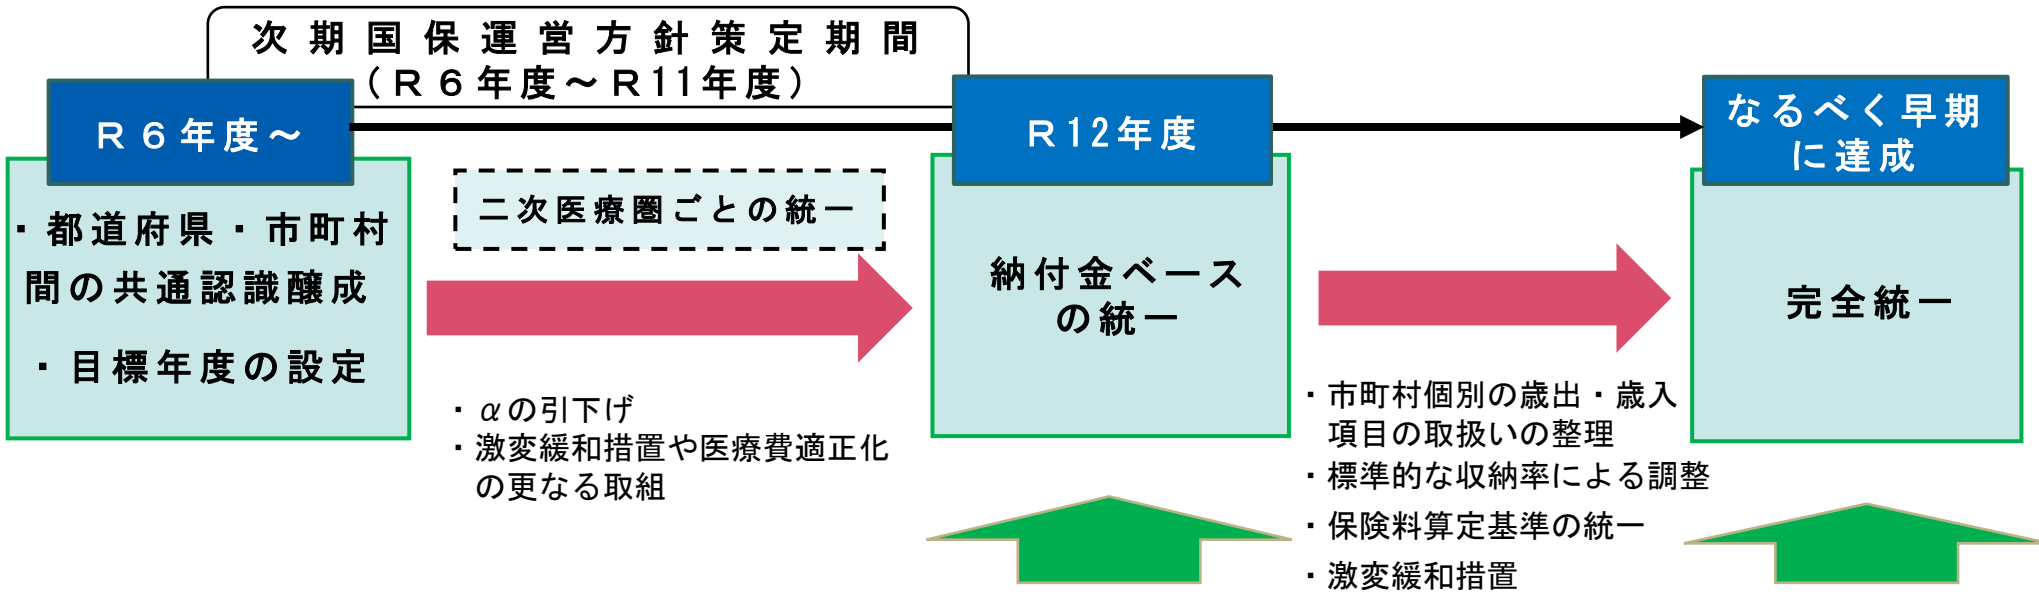 次期国保運営方針策定期間
（Ｒ６年度～Ｒ11年度）
Ｒ６年度～
・都道府県・市町村
間の共通認識醸成
・目標年度の設定
二次医療圏ごとの統一
・αの引下げ
・激変緩和措置や医療費適正化
の更なる取組
Ｒ12年度
納付金ベース
の統一
・市町村個別の歳出・歳入
項目の取扱いの整理
・標準的な収納率による調整
・保険料算定基準の統一
・激変緩和措置
なるべく早期
に達成
完全統一